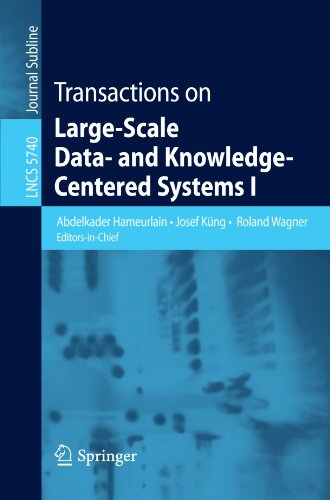 Journal Subline
LNCS 5740
Transactions on
Large-Scale
Data- and Knowledge-
Centered Systems I
Abdelkader Hameurlain • Josef Küng • Roland Wagner
Editors-in-Chief
Springer